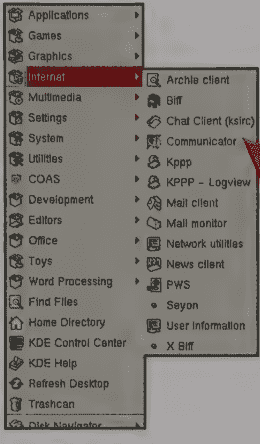 Applications
Games
Graphics
Internet
Multimedia
Settings
System
Utilities
COAS
Development
Editors
Office
Toys
Word Processing
Find Files
Home Directory
KDE Control Center
KDE Help
Refresh Desktop
Trashcan
Disk Navigator
Archie client
Biff
Chat Client (ksirc)
Communicator
Kppp
KPPP - Logview
Mail client
Mail monitor
Network utilities
News client
PWS
Seyon
User Information
X Biff